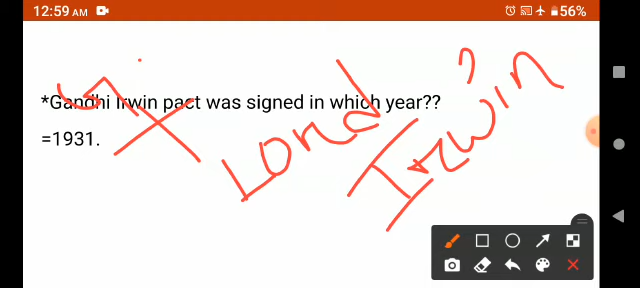 12:59 AM 56%
*Gandhi Irwin pact was signed in which year??
=1931.
G
Lord
Irwin
?